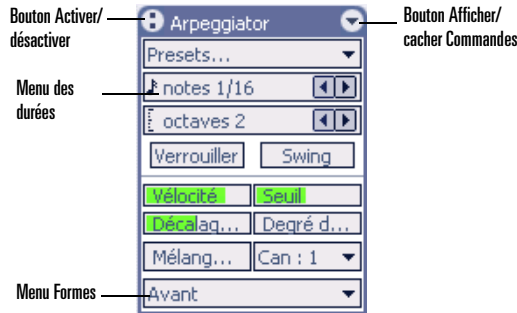 Bouton Activer/
désactiver
Arpeggiator
Bouton Afficher/
cacher Commandes
Presets...
Menu des
durées
notes 1/16
octaves 2
Verrouiller Swing
Vélocité Seuil
Décalaq... Degré d...
Mélang... Can : 1
Menu Formes
Avant